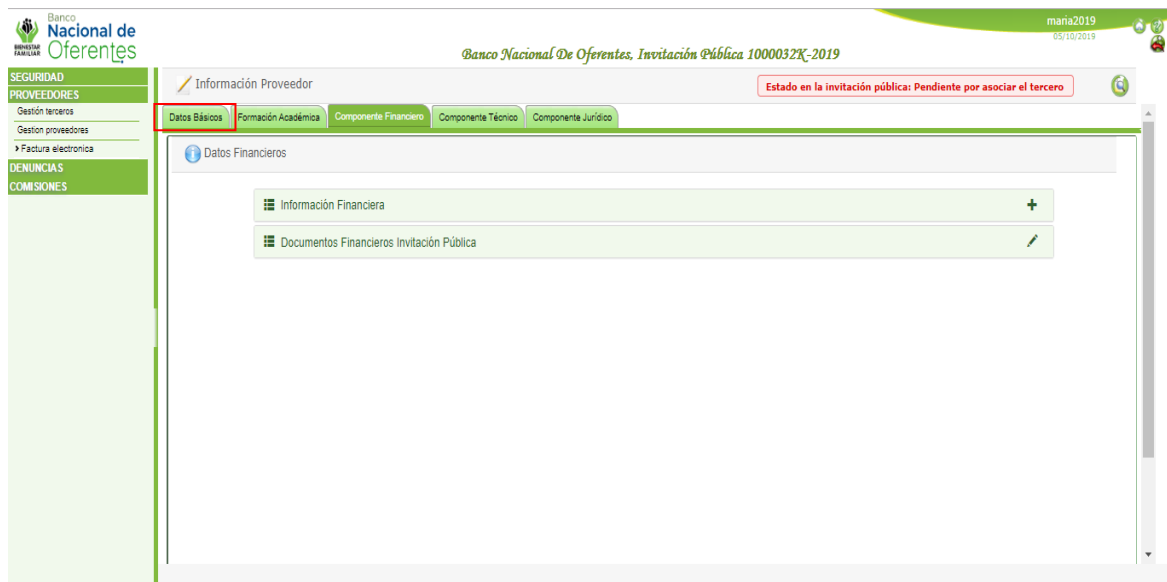 Banco
Nacional de
Oferentes
BIENESTAR
FAMILIAR
maria2019
05/10/2019
Banco Nacional De Oferentes, Invitación Pública 1000032K-2019
SEGURIDAD
PROVEEDORES
Gestión terceros
Gestion proveedores
Factura electronica
DENUNCIAS
COMISIONES
Información Proveedor
Estado en la invitación pública: Pendiente por asociar el tercero
Datos Básicos Formación Académica Componente Financiero Componente Técnico Componente Jurídico
Datos Financieros
Información Financiera
Documentos Financieros Invitación Pública